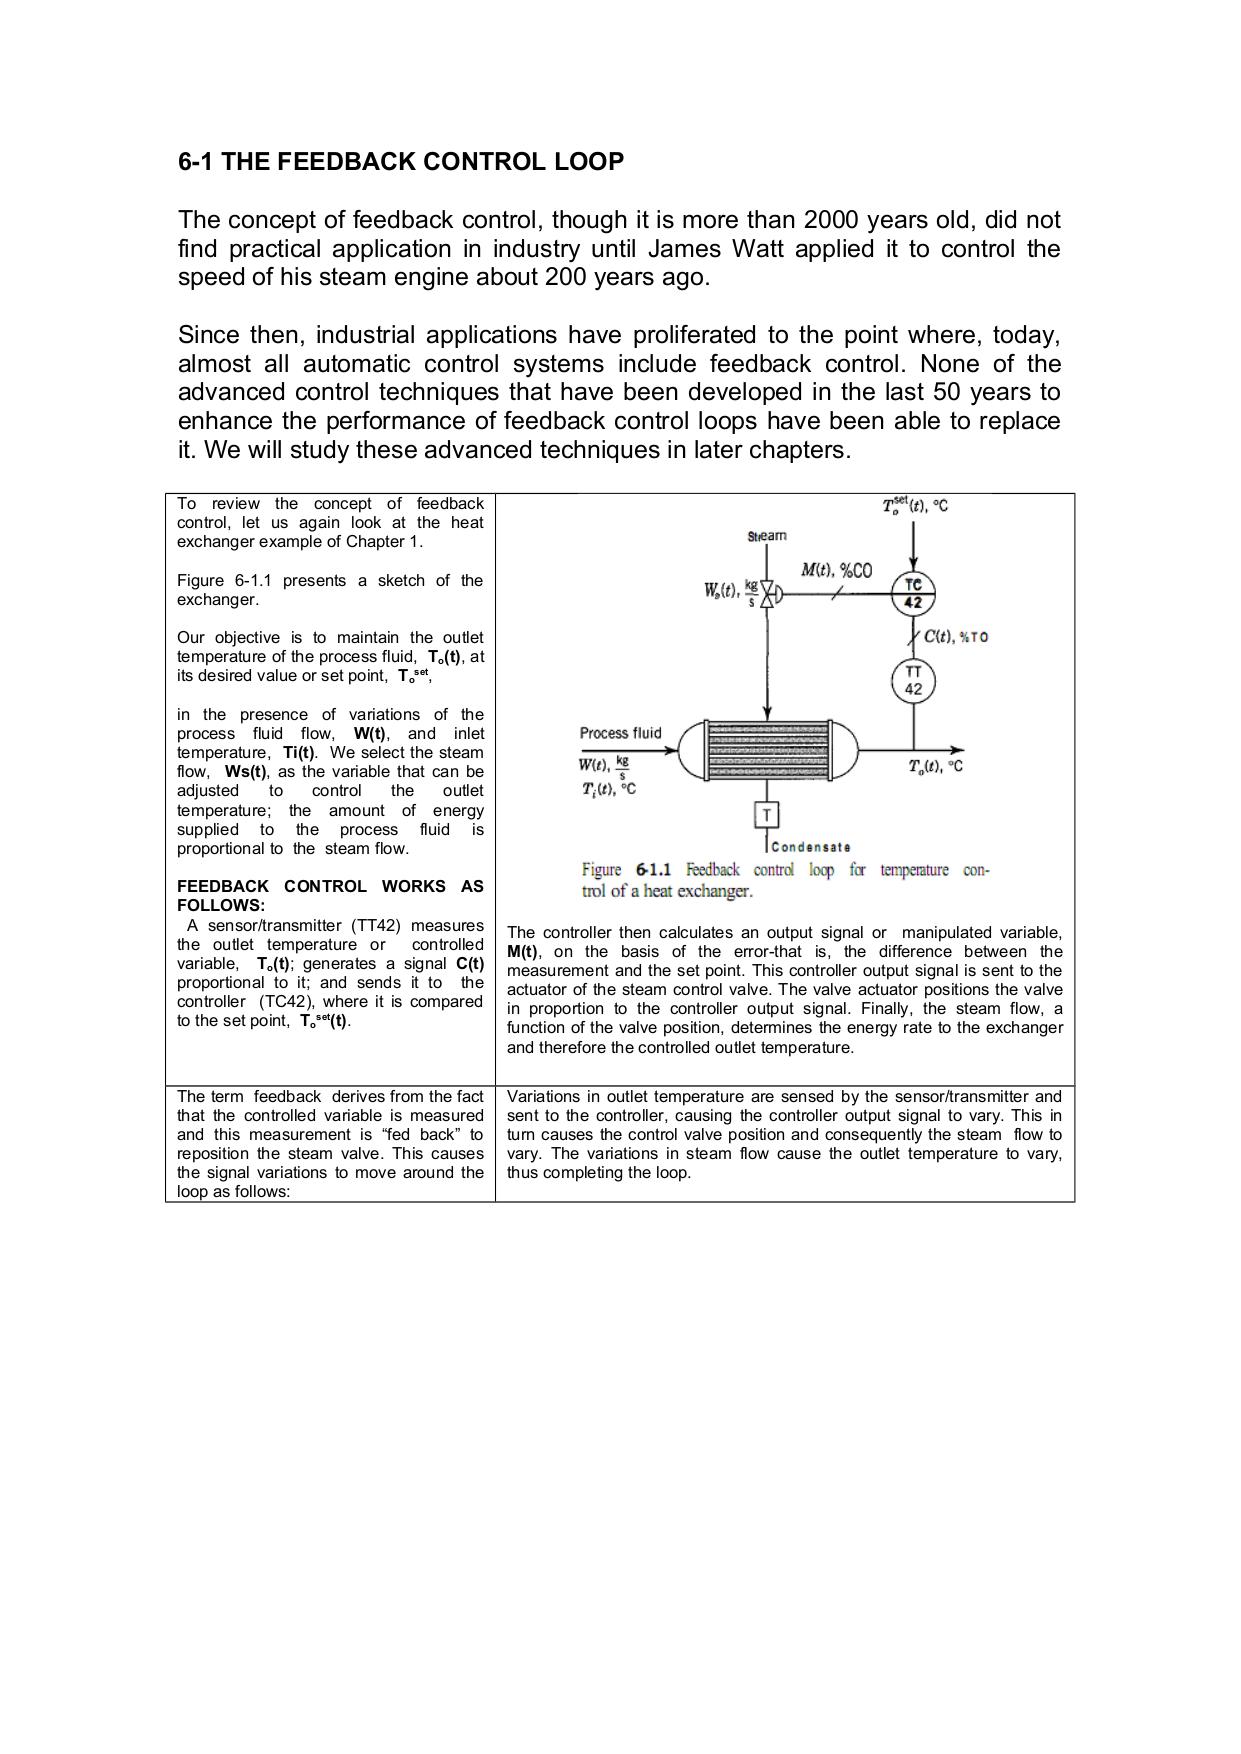 6-1 THE FEEDBACK CONTROL LOOP
The concept of feedback control, though it is more than 2000 years old, did not
find practical application in industry until James Watt applied it to control the
speed of his steam engine about 200 years ago.
Since then, industrial applications have proliferated to the point where, today,
almost all automatic control systems include feedback control. None of the
advanced control techniques that have been developed in the last 50 years to
enhance the performance of feedback control loops have been able to replace
it. We will study these advanced techniques in later chapters.
To review the concept of feedback
control, let us again look at the heat
exchanger example of Chapter 1.
Figure 6-1.1 presents a sketch of the
exchanger.
Our objective is to maintain the outlet
temperature of the process fluid, Tₒ(t), at
its desired value or set point, Tₒˢᵉᵗ,
in the presence of variations of the
process fluid flow, W(t), and inlet
temperature, Ti(t). We select the steam
flow, Ws(t), as the variable that can be
adjusted to control the outlet
temperature; the amount of energy
supplied to the process fluid is
proportional to the steam flow.
FEEDBACK CONTROL WORKS AS
FOLLOWS:
A sensor/transmitter (TT42) measures
the outlet temperature or controlled
variable, Tₒ(t); generates a signal C(t)
proportional to it; and sends it to the
controller (TC42), where it is compared
to the set point, Tₒˢᵉᵗ(t).
Tₒˢᵉᵗ(t), °C
Steam
M(t), %CO
Wₛ(t), kg/s
TC
42
C(t), %TO
TT
42
Process fluid
W(t), kg/s
Tᵢ(t), °C
Tₒ(t), °C
T
Condensate
Figure 6-1.1 Feedback control loop for temperature con-
trol of a heat exchanger.
The controller then calculates an output signal or manipulated variable,
M(t), on the basis of the error-that is, the difference between the
measurement and the set point. This controller output signal is sent to the
actuator of the steam control valve. The valve actuator positions the valve
in proportion to the controller output signal. Finally, the steam flow, a
function of the valve position, determines the energy rate to the exchanger
and therefore the controlled outlet temperature.
The term feedback derives from the fact
that the controlled variable is measured
and this measurement is “fed back” to
reposition the steam valve. This causes
the signal variations to move around the
loop as follows:
Variations in outlet temperature are sensed by the sensor/transmitter and
sent to the controller, causing the controller output signal to vary. This in
turn causes the control valve position and consequently the steam flow to
vary. The variations in steam flow cause the outlet temperature to vary,
thus completing the loop.